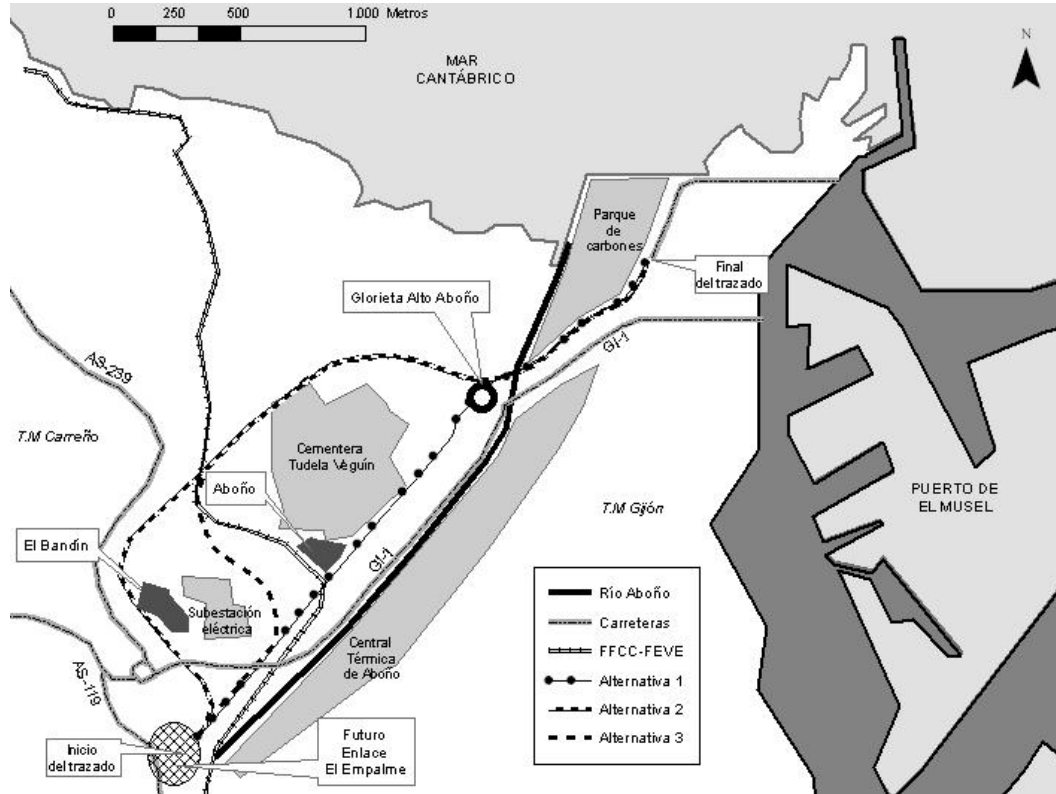 0 250 500 1.000 Metros
MAR
CANTÁBRICO
N
Parque
de
carbones
Final
del trazado
Glorieta Alto Aboño
GI-1
AS-239
T.M Carreño
Cementera
Tudela Veguín
Aboño
T.M Gijón
PUERTO DE
EL MUSEL
El Bandín
GI-1
Subestación
eléctrica
Central
Térmica
de Aboño
AS-119
Inicio
del trazado
Futuro
Enlace
El Empalme
Río Aboño
Carreteras
FFCC-FEVE
Alternativa 1
Alternativa 2
Alternativa 3